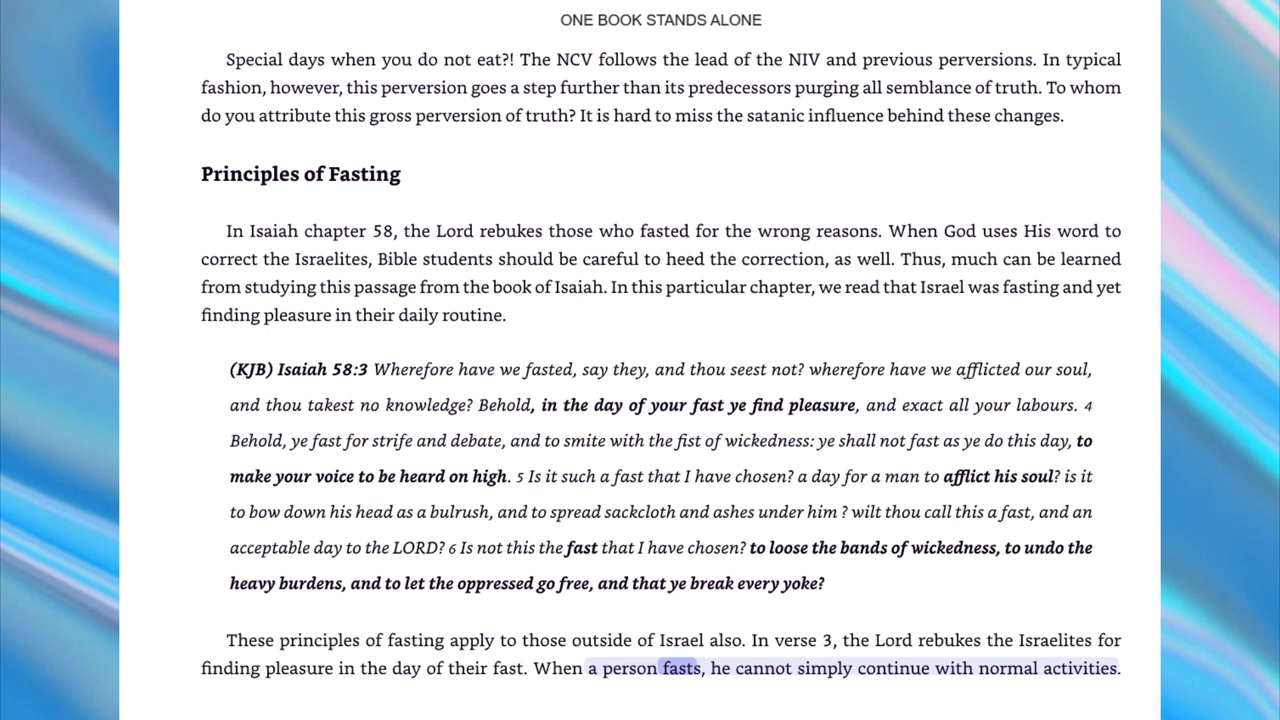 ONE BOOK STANDS ALONE
Special days when you do not eat?! The NCV follows the lead of the NIV and previous perversions. In typical
fashion, however, this perversion goes a step further than its predecessors purging all semblance of truth. To whom
do you attribute this gross perversion of truth? It is hard to miss the satanic influence behind these changes.
Principles of Fasting
In Isaiah chapter 58, the Lord rebukes those who fasted for the wrong reasons. When God uses His word to
correct the Israelites, Bible students should be careful to heed the correction, as well. Thus, much can be learned
from studying this passage from the book of Isaiah. In this particular chapter, we read that Israel was fasting and yet
finding pleasure in their daily routine.
(KJB) Isaiah 58:3 Wherefore have we fasted, say they, and thou seest not? wherefore have we afflicted our soul,
and thou takest no knowledge? Behold, in the day of your fast ye find pleasure, and exact all your labours. 4
Behold, ye fast for strife and debate, and to smite with the fist of wickedness: ye shall not fast as ye do this day, to
make your voice to be heard on high. 5 Is it such a fast that I have chosen? a day for a man to afflict his soul? is it
to bow down his head as a bulrush, and to spread sackcloth and ashes under him ? wilt thou call this a fast, and an
acceptable day to the LORD? 6 Is not this the fast that I have chosen? to loose the bands of wickedness, to undo the
heavy burdens, and to let the oppressed go free, and that ye break every yoke?
These principles of fasting apply to those outside of Israel also. In verse 3, the Lord rebukes the Israelites for
finding pleasure in the day of their fast. When a person fasts, he cannot simply continue with normal activities.